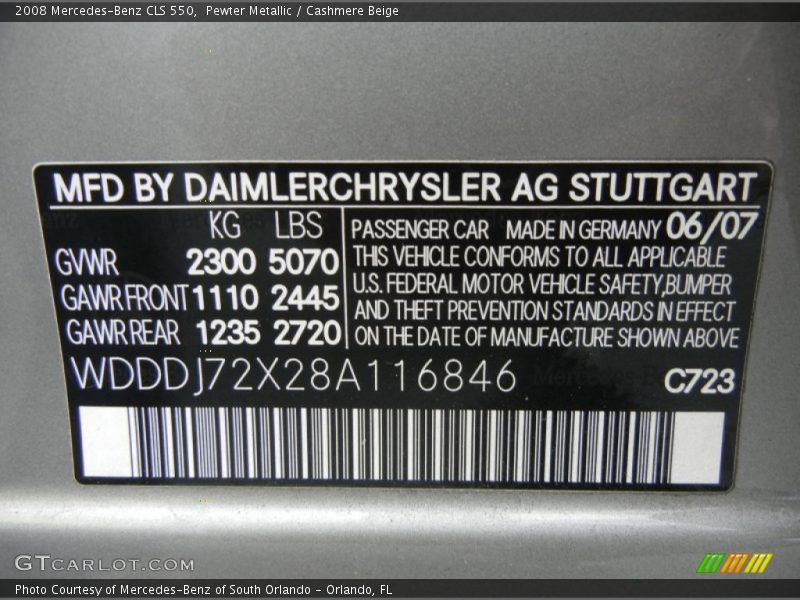 2008 Mercedes-Benz CLS 550,  Pewter Metallic / Cashmere Beige
MFD BY DAIMLERCHRYSLER AG STUTTGART
KG LBS
GVWR 2300 5070
GAWR FRONT 1110 2445
GAWR REAR 1235 2720
PASSENGER CAR MADE IN GERMANY 06/07
THIS VEHICLE CONFORMS TO ALL APPLICABLE
U.S. FEDERAL MOTOR VEHICLE SAFETY,BUMPER
AND THEFT PREVENTION STANDARDS IN EFFECT
ON THE DATE OF MANUFACTURE SHOWN ABOVE
WDDDJ72X28A116846
C723
GTCARLOT.COM
Photo Courtesy of Mercedes-Benz of South Orlando - Orlando, FL